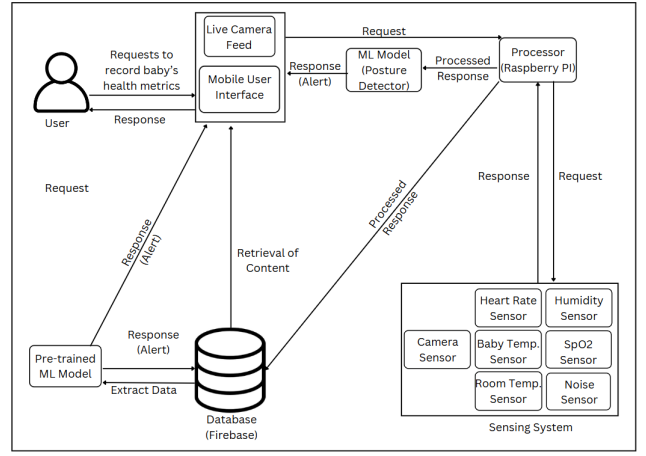 Live Camera
Feed
Mobile User
Interface
Requests to
record baby's
health metrics
Response
User
Request
Response
(Alert)
ML Model
(Posture
Detector)
Processed
Response
Processor
(Raspberry PI)
Request
Response
(Alert)
Retrieval of
Content
Processed
Response
Response
Request
Pre-trained
ML Model
Response
(Alert)
Extract Data
Database
(Firebase)
Heart Rate
Sensor
Humidity
Sensor
Camera
Sensor
Baby Temp.
Sensor
SpO2
Sensor
Room Temp.
Sensor
Noise
Sensor
Sensing System